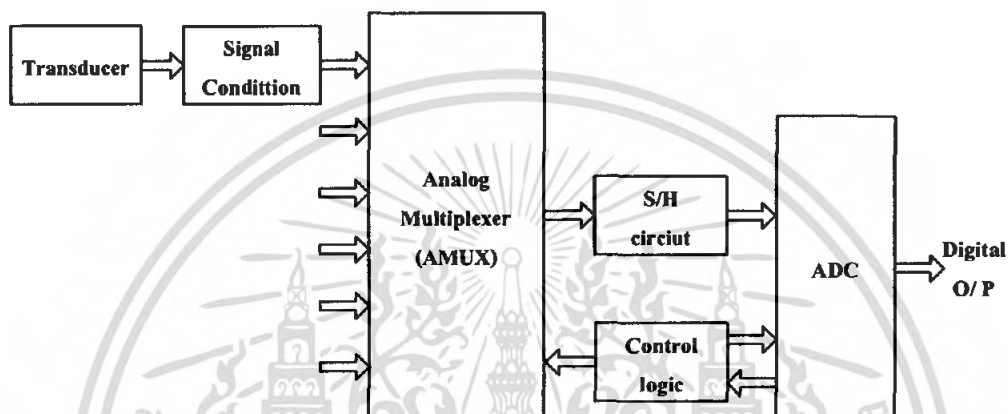 Transducer
Signal
Condittion
Analog
Multiplexer
(AMUX)
S/H
circiut
Control
logic
ADC
Digital
O/ P